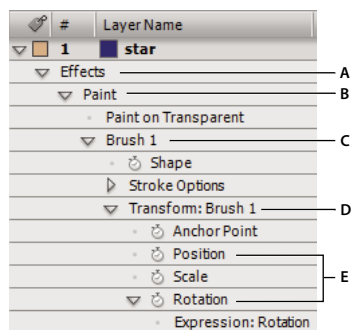 # Layer Name
1 star
Effects A
Paint B
Paint on Transparent
Brush 1 C
Shape
Stroke Options
Transform: Brush 1 D
Anchor Point
Position
Scale E
Rotation
Expression: Rotation